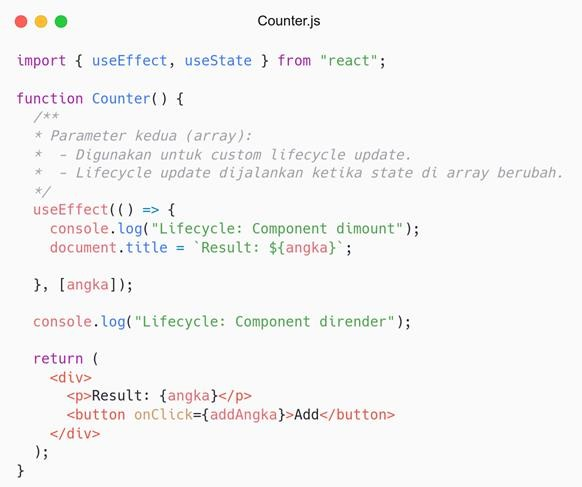 Counter.js
import { useEffect, useState } from "react";
function Counter() {
/**
* Parameter kedua (array):
*  - Digunakan untuk custom lifecycle update.
*  - Lifecycle update dijalankan ketika state di array berubah.
*/
useEffect(() => {
console.log("Lifecycle: Component dimount");
document.title = `Result: ${angka}`;
}, [angka]);
console.log("Lifecycle: Component dirender");
return (
<div>
<p>Result: {angka}</p>
<button onClick={addAngka}>Add</button>
</div>
);
}